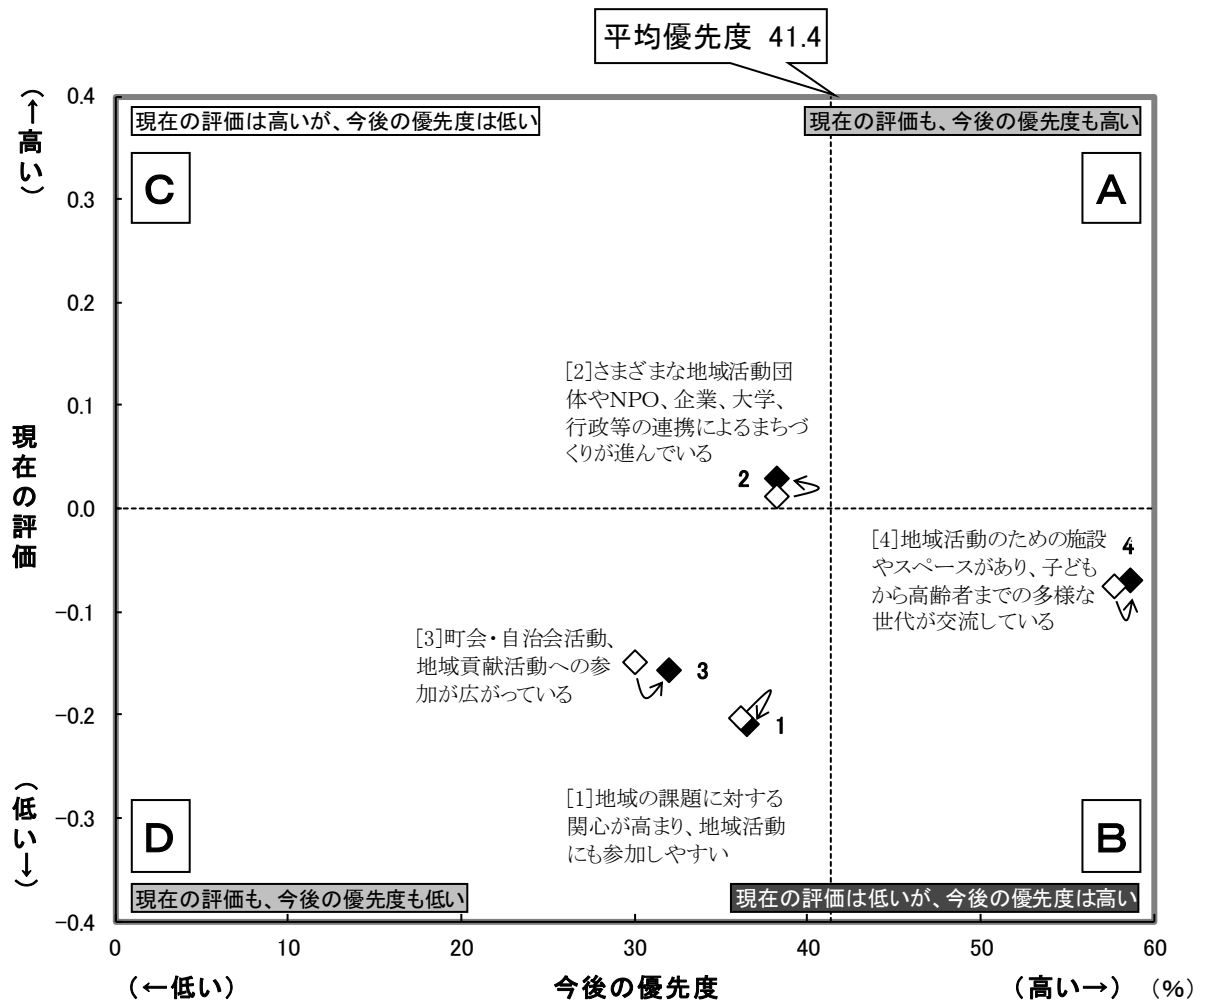 平均優先度 41.4
(←高い)
0.4
0.3
0.2
0.1
0.0
−0.1
−0.2
−0.3
−0.4
現在の評価
(低い→)
現在の評価は高いが、今後の優先度は低い
現在の評価も、今後の優先度も高い
C
A
[2]さまざまな地域活動団
体やNPO、企業、大学、
行政等の連携によるまちづ
くりが進んでいる
2
[4]地域活動のための施設
やスペースがあり、子ども
から高齢者までの多様な
世代が交流している
4
[3]町会・自治会活動、
地域貢献活動への参
加が広がっている
3
1
[1]地域の課題に対する
関心が高まり、地域活動
にも参加しやすい
D
B
現在の評価も、今後の優先度も低い
現在の評価は低いが、今後の優先度は高い
0 10 20 30 40 50 60
(←低い) 今後の優先度 (高い→) (%)